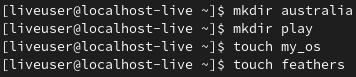 [liveuser@localhost-live ~]$ mkdir australia
[liveuser@localhost-live ~]$ mkdir play
[liveuser@localhost-live ~]$ touch my_os
[liveuser@localhost-live ~]$ touch feathers